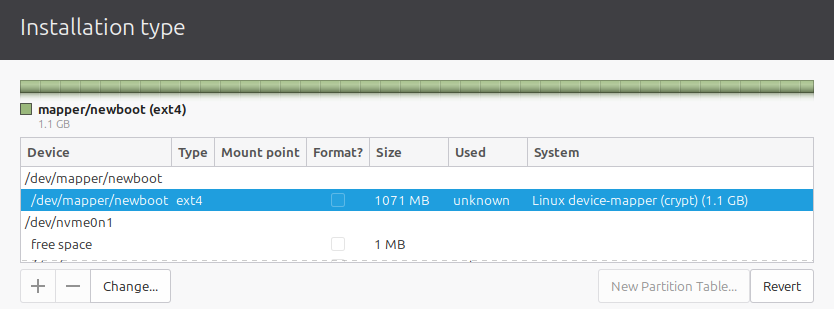 Installation type
mapper/newboot (ext4)
1.1 GB
Device Type Mount point Format? Size Used System
/dev/mapper/newboot
/dev/mapper/newboot ext4 1071 MB unknown Linux device-mapper (crypt) (1.1 GB)
/dev/nvme0n1
free space 1 MB
+ − Change... New Partition Table... Revert